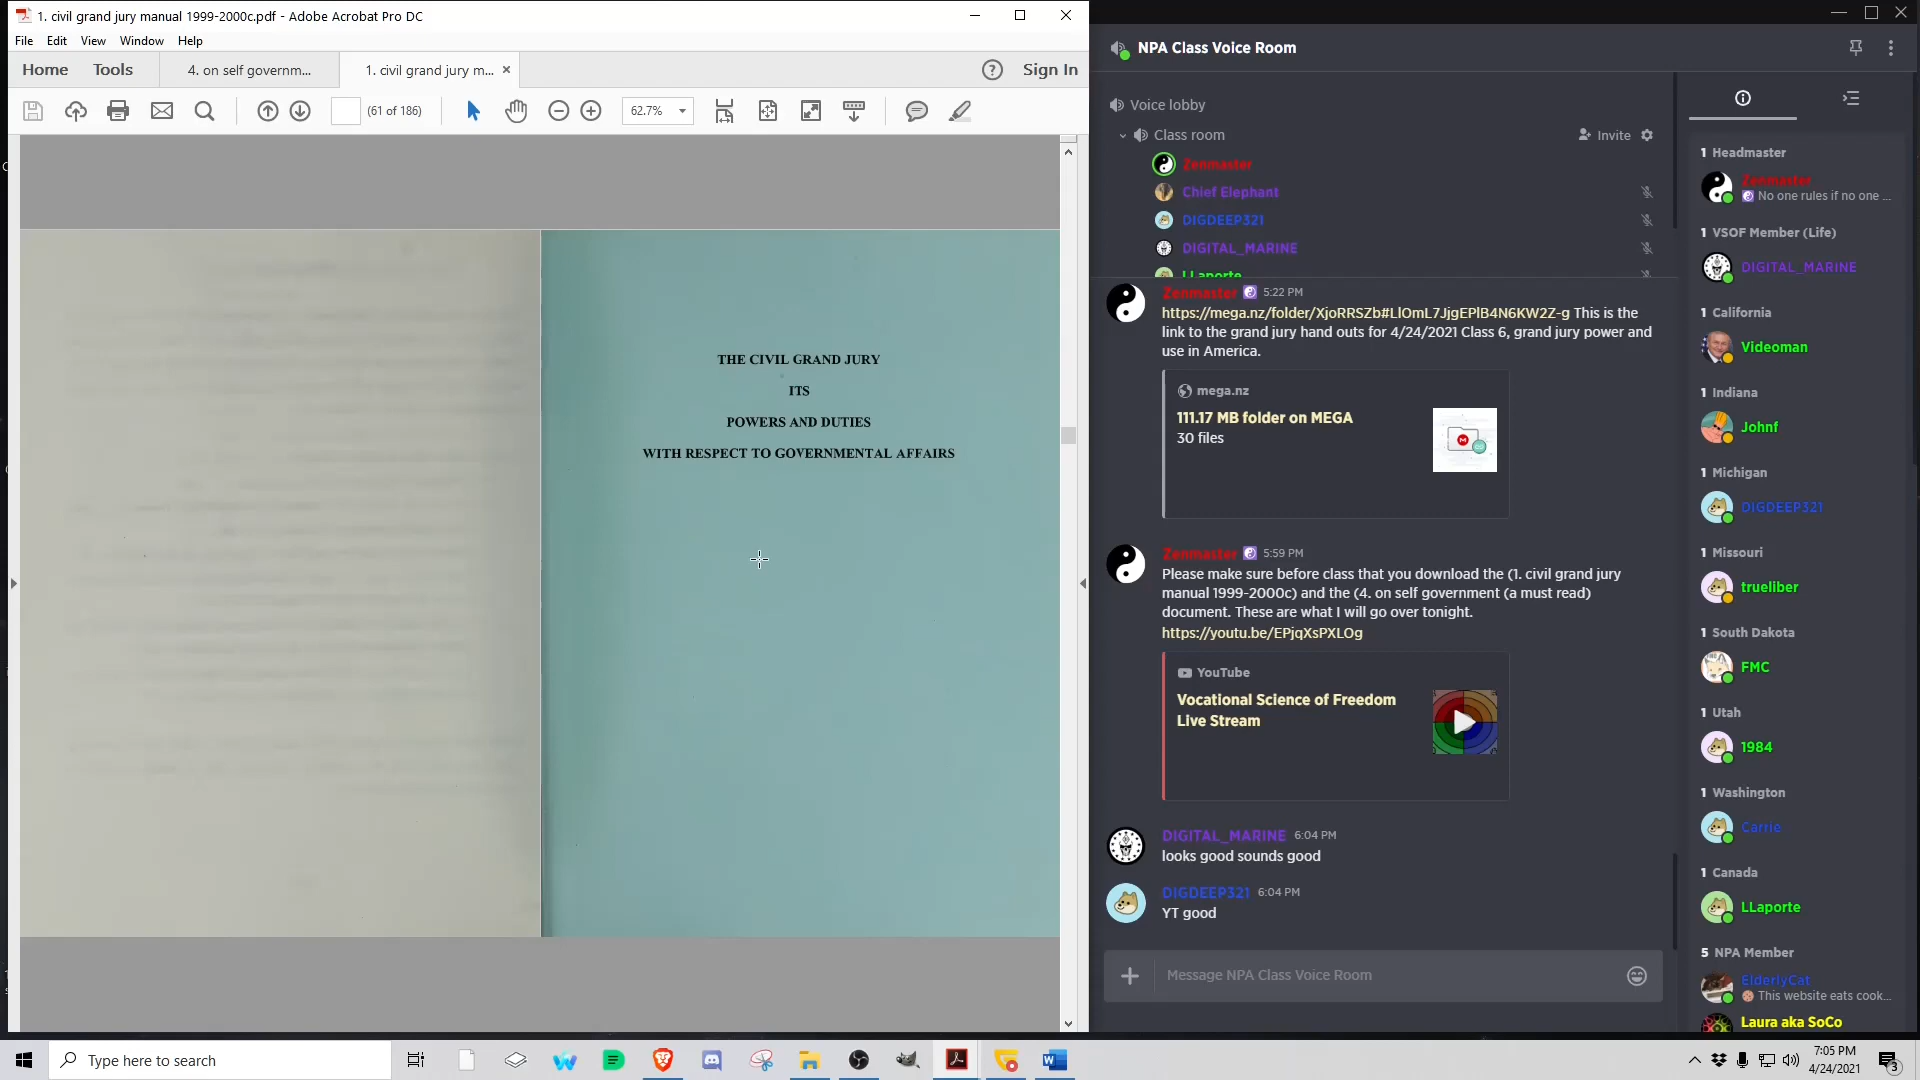 1. civil grand jury manual 1999-2000c.pdf - Adobe Acrobat Pro DC
File Edit View Window Help
Home Tools 4. on self governm... 1. civil grand jury m... × ? Sign In
(61 of 186) 62.7%
THE CIVIL GRAND JURY
ITS
POWERS AND DUTIES
WITH RESPECT TO GOVERNMENTAL AFFAIRS
NPA Class Voice Room
Voice lobby
Class room Invite
Zenmaster
Chief Elephant
DIGDEEP321
DIGITAL_MARINE
LLaporte
Zenmaster 5:22 PM
https://mega.nz/folder/XjoRRSZb#LlOmL7JjgEPlB4N6KW2Z-g This is the
link to the grand jury hand outs for 4/24/2021 Class 6, grand jury power and
use in America.
mega.nz
111.17 MB folder on MEGA
30 files
Zenmaster 5:59 PM
Please make sure before class that you download the (1. civil grand jury
manual 1999-2000c) and the (4. on self government (a must read)
document. These are what I will go over tonight.
https://youtu.be/EPjqXsPXLOg
YouTube
Vocational Science of Freedom
Live Stream
DIGITAL_MARINE 6:04 PM
looks good sounds good
DIGDEEP321 6:04 PM
YT good
Message NPA Class Voice Room
1 Headmaster
Zenmaster
No one rules if no one ...
1 VSOF Member (Life)
DIGITAL_MARINE
1 California
Videoman
1 Indiana
Johnf
1 Michigan
DIGDEEP321
1 Missouri
trueliber
1 South Dakota
FMC
1 Utah
1984
1 Washington
Carrie
1 Canada
LLaporte
5 NPA Member
ElderlyCat
This website eats cook...
Laura aka SoCo
Type here to search
7:05 PM
4/24/2021
3